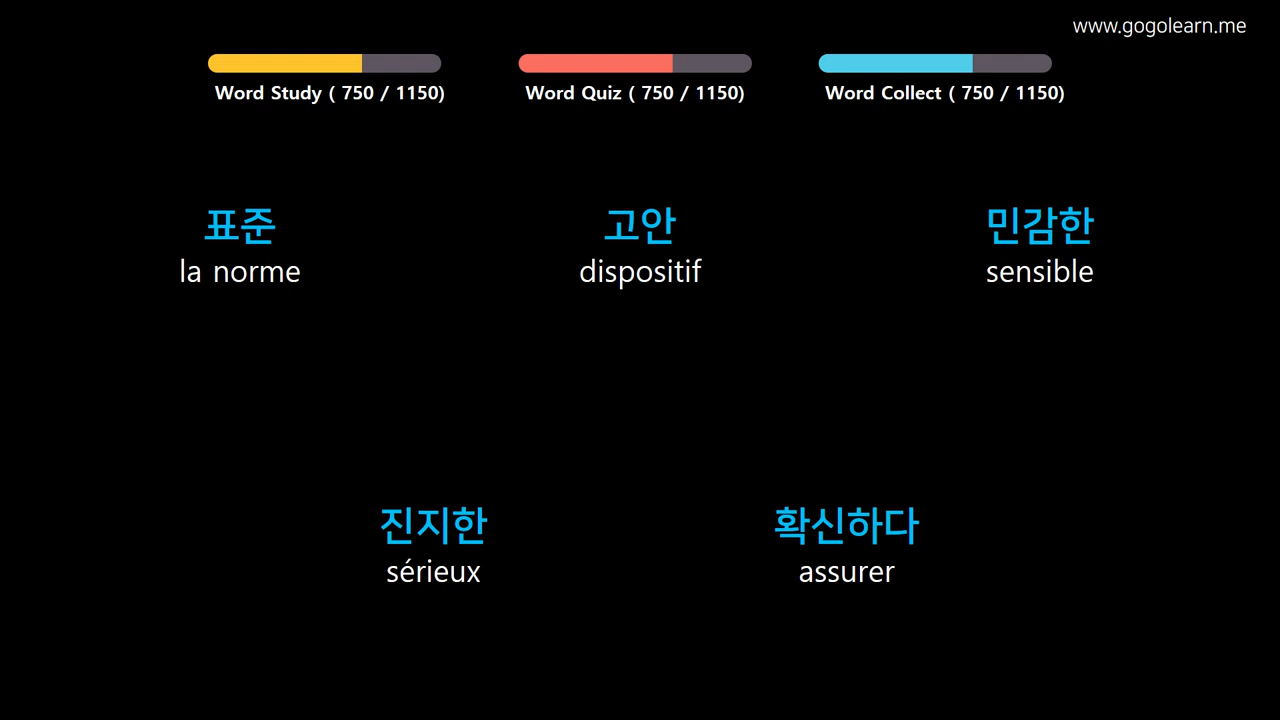 www.gogolearn.me
Word Study ( 750 / 1150)
Word Quiz ( 750 / 1150)
Word Collect ( 750 / 1150)
표준
la norme
고안
dispositif
민감한
sensible
진지한
sérieux
확신하다
assurer